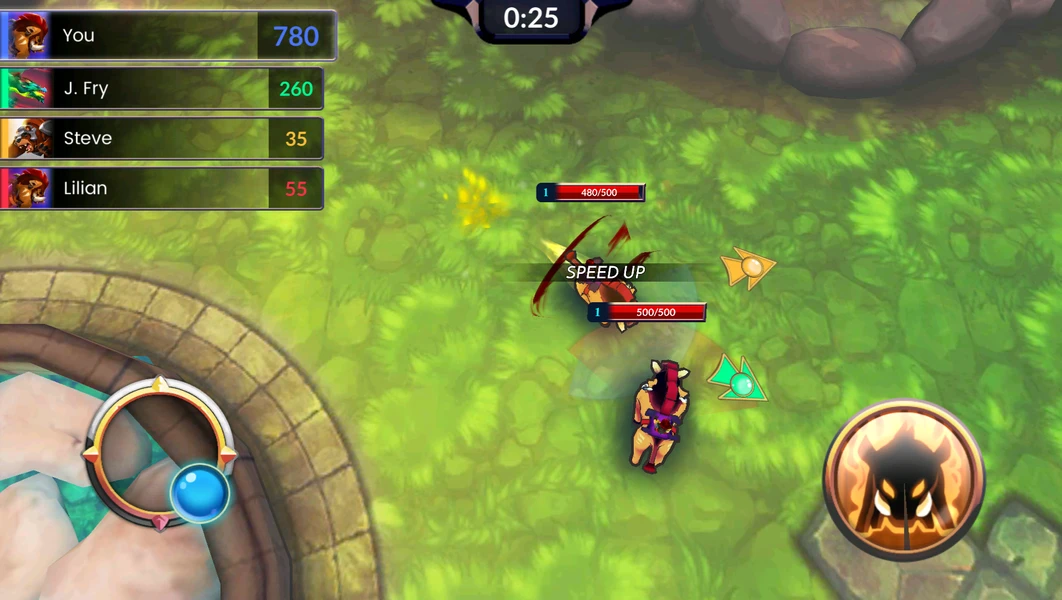 0:25
You 780
J. Fry 260
Steve 35
Lilian 55
1 480/500
SPEED UP
1 500/500